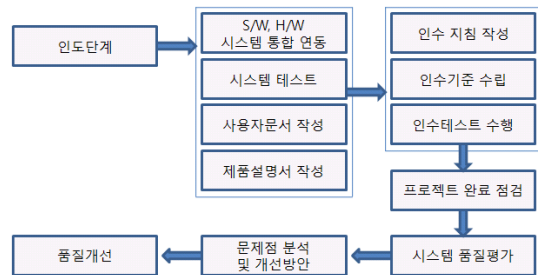 인도단계
S/W, H/W
시스템 통합 연동
시스템 테스트
사용자문서 작성
제품설명서 작성
인수 지침 작성
인수기준 수립
인수테스트 수행
프로젝트 완료 점검
시스템 품질평가
문제점 분석
및 개선방안
품질개선